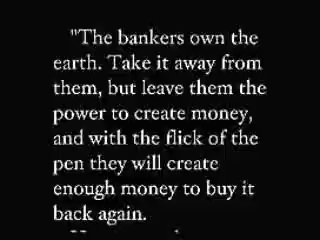 "The bankers own the
earth. Take it away from
them, but leave them the
power to create money,
and with the flick of the
pen they will create
enough money to buy it
back again.